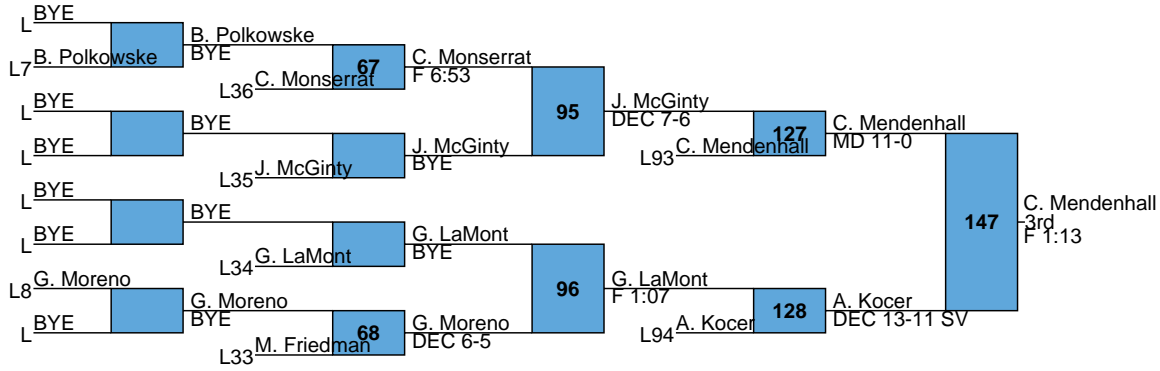 BYE
L
B. Polkowske
BYE
L7 B. Polkowske
67
C. Monserrat
F 6:53
L36 C. Monserrat
95
J. McGinty
DEC 7-6
L BYE
BYE
L BYE
J. McGinty
BYE
L35 J. McGinty
127
C. Mendenhall
MD 11-0
L93 C. Mendenhall
L BYE
BYE
L BYE
G. LaMont
BYE
L34 G. LaMont
147
C. Mendenhall
3rd
F 1:13
96
G. LaMont
F 1:07
L8 G. Moreno
G. Moreno
BYE
L BYE
68
G. Moreno
DEC 6-5
L33 M. Friedman
128
A. Kocer
DEC 13-11 SV
L94 A. Kocer